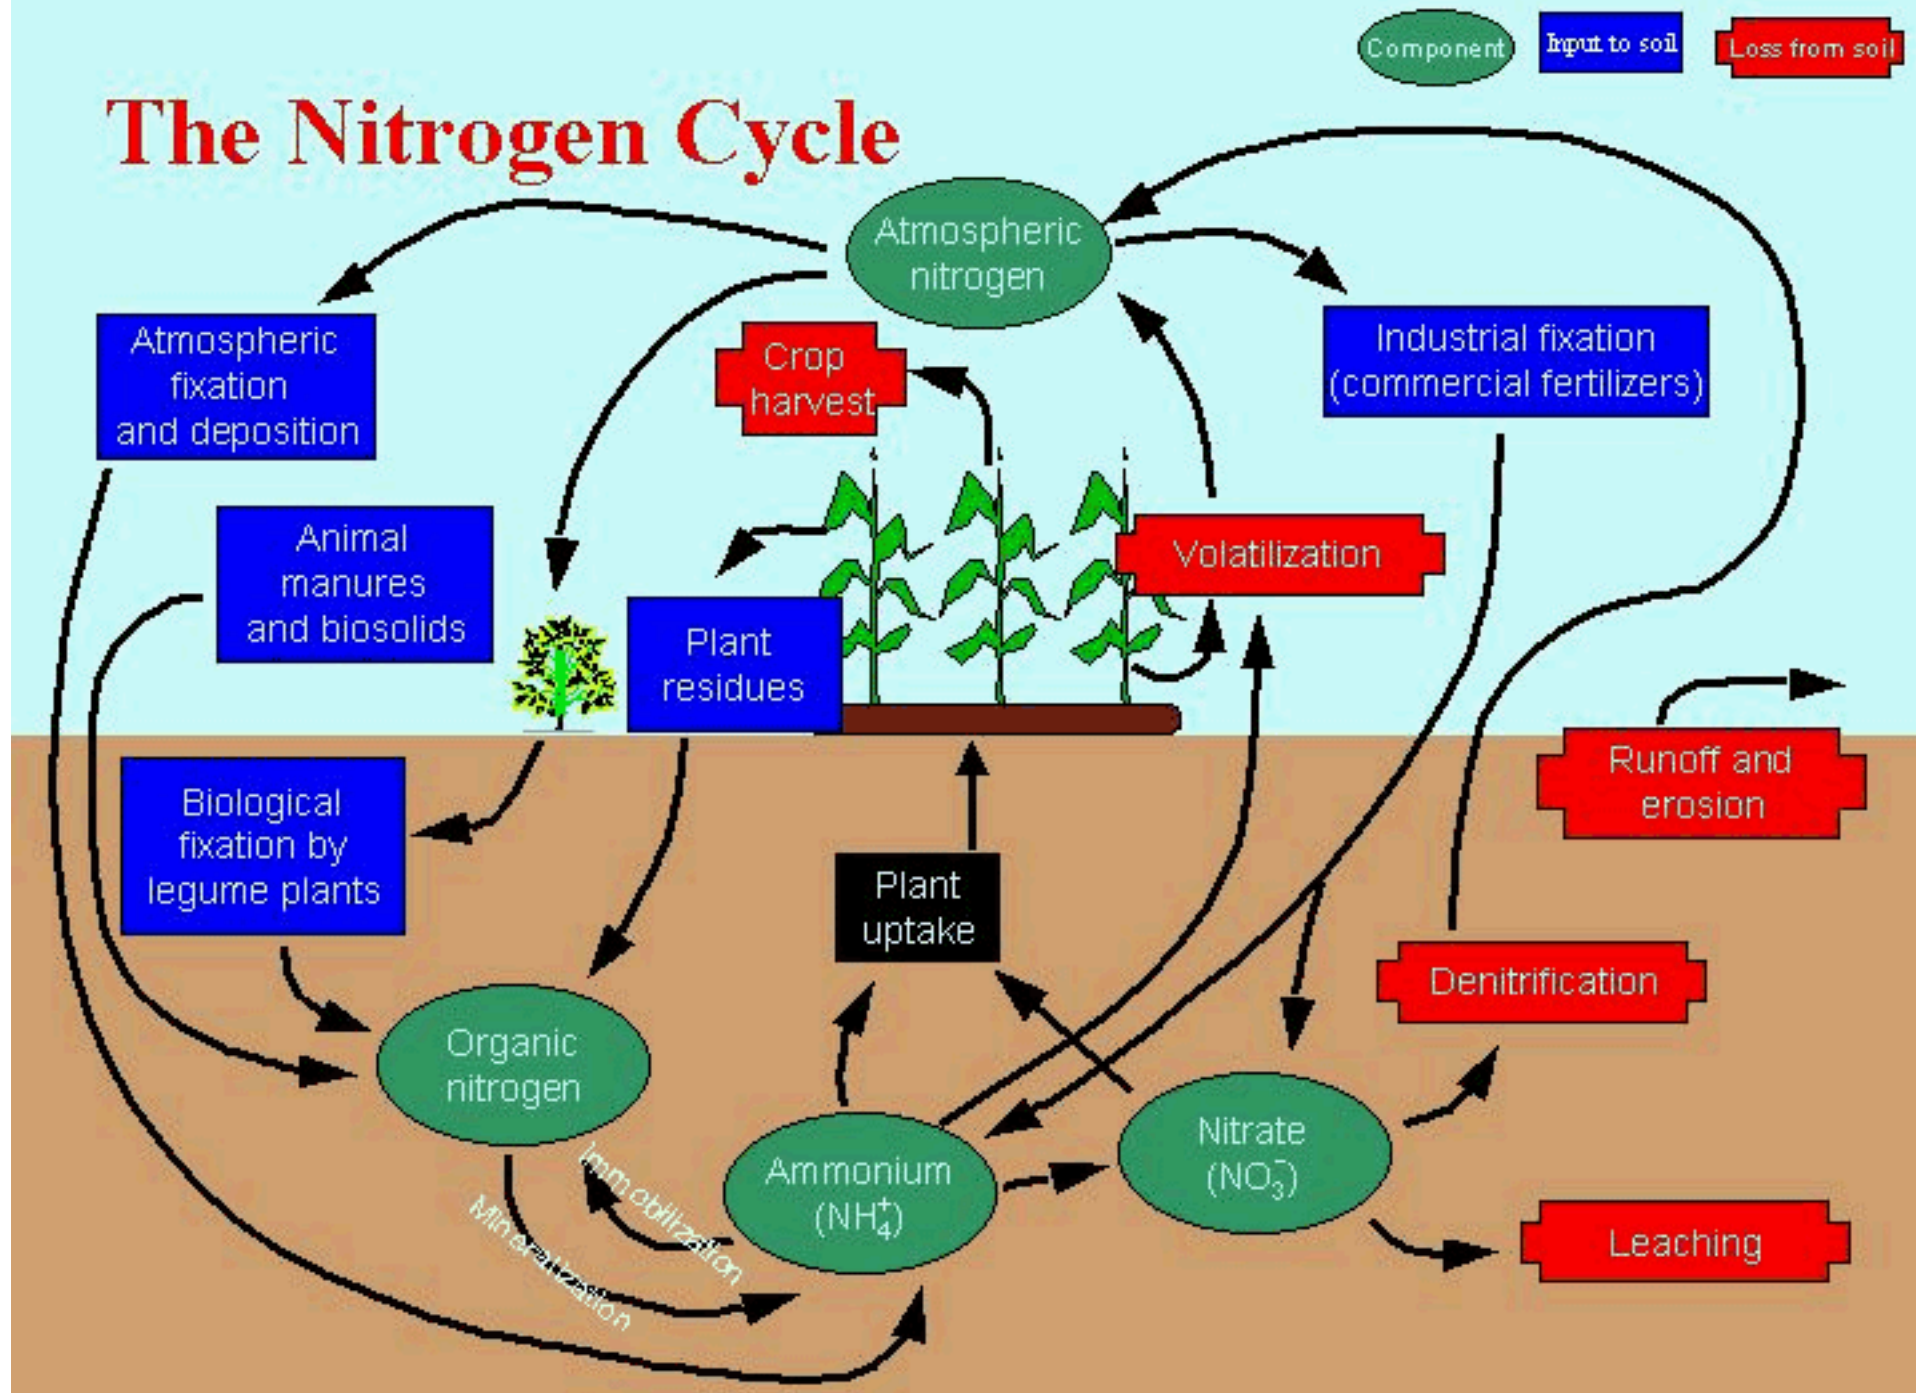 Component
Input to soil
Loss from soil
The Nitrogen Cycle
Atmospheric
nitrogen
Atmospheric
fixation
and deposition
Crop
harvest
Industrial fixation
(commercial fertilizers)
Animal
manures
and biosolids
Volatilization
Plant
residues
Runoff and
erosion
Biological
fixation by
legume plants
Plant
uptake
Denitrification
Organic
nitrogen
Nitrate
(NO₃⁻)
Ammonium
(NH₄⁺)
Immobilization
Mineralization
Leaching